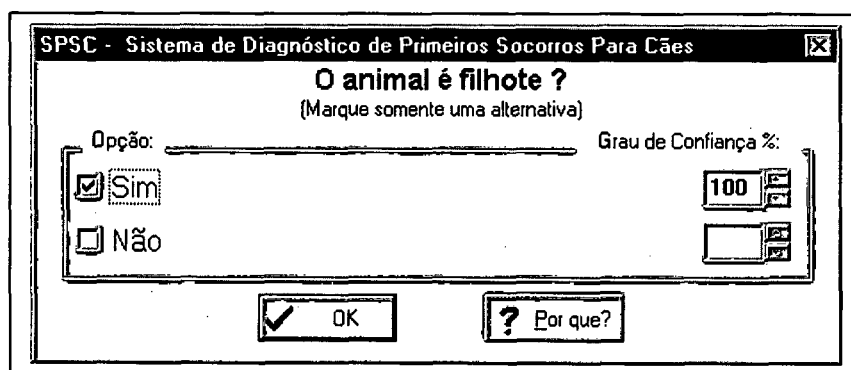 SPSC - Sistema de Diagnóstico de Primeiros Socorros Para Cães
O animal é filhote ?
(Marque somente uma alternativa)
Opção: Grau de Confiança %:
Sim 100
Não
OK ? Por que?